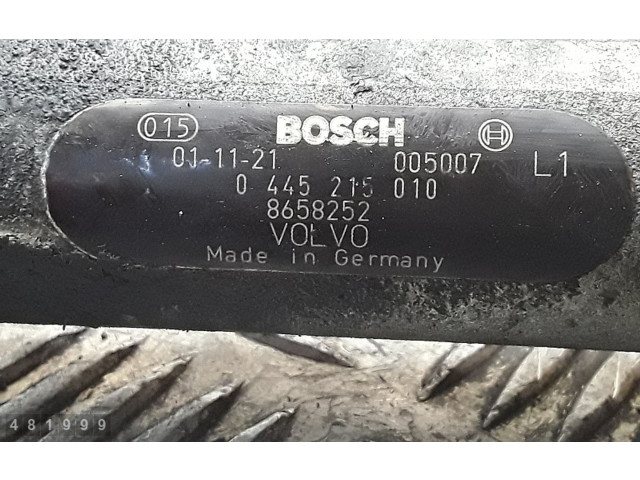 015 BOSCH
01-11-21 005007 L1
0 445 215 010
8658252
VOLVO
Made in Germany
481999